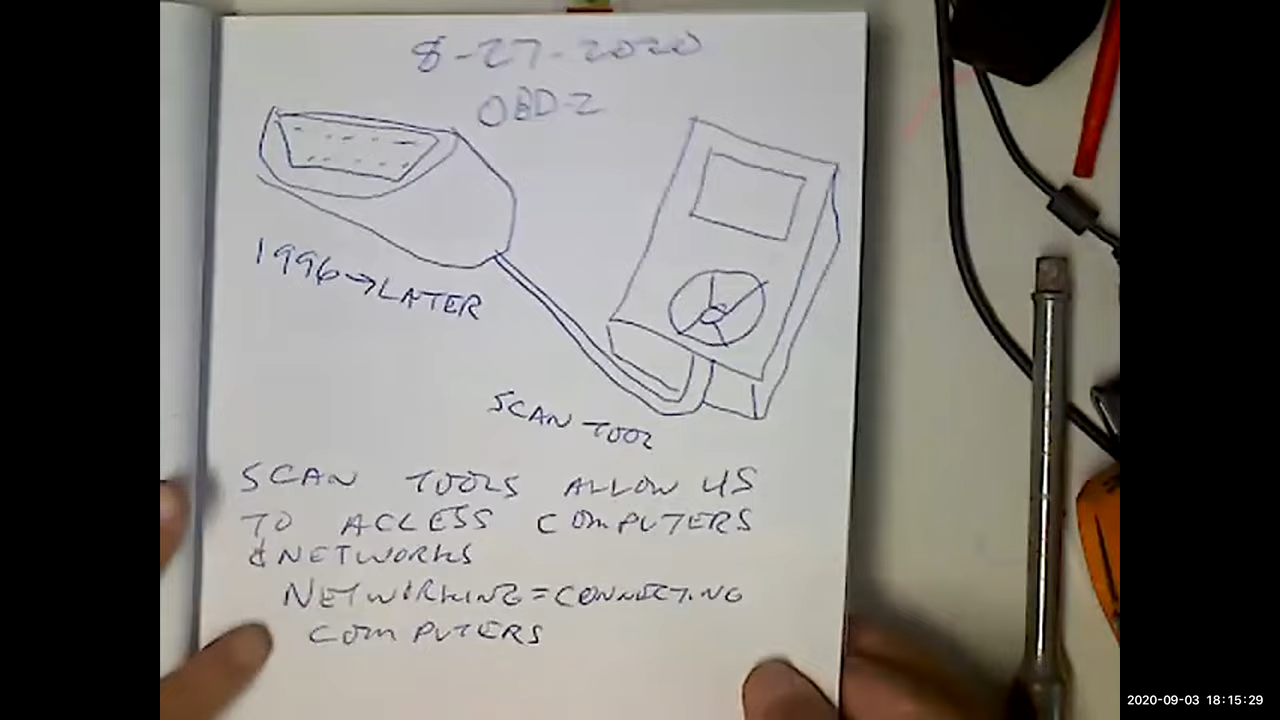 8-27-2020
OBD-2
1996→LATER
SCAN TOOL
SCAN TOOLS ALLOW US
TO ACCESS COMPUTERS
& NETWORKS
NETWORKING = CONNECTING
COMPUTERS
2020-09-03 18:15:29